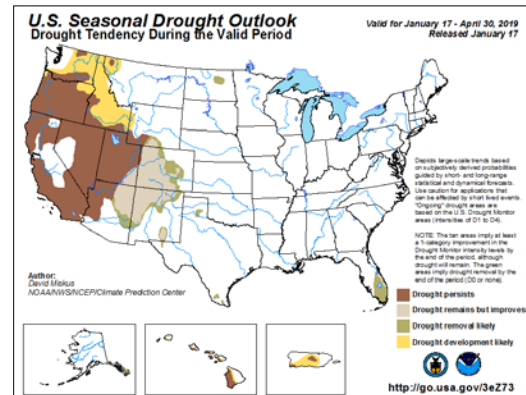 U.S. Seasonal Drought Outlook
Drought Tendency During the Valid Period
Valid for January 17 - April 30, 2019
Released January 17
Depicts large-scale trends based
on subjectively derived probabilities
guided by short- and long-range
statistical and dynamical forecasts.
Use caution for applications that
can be affected by short lived events.
"Ongoing" drought areas are
based on the U.S. Drought Monitor
areas (intensities of D1 to D4).
NOTE: The tan areas imply at least
a 1-category improvement in
the Drought Monitor intensity levels by
the end of the period, although
drought will remain. The green
areas imply drought removal by the
end of the period (D0 or none).
Author:
David Miskus
NOAA/NWS/NCEP/Climate Prediction Center
Drought persists
Drought remains but improves
Drought removal likely
Drought development likely
http://go.usa.gov/3eZ73